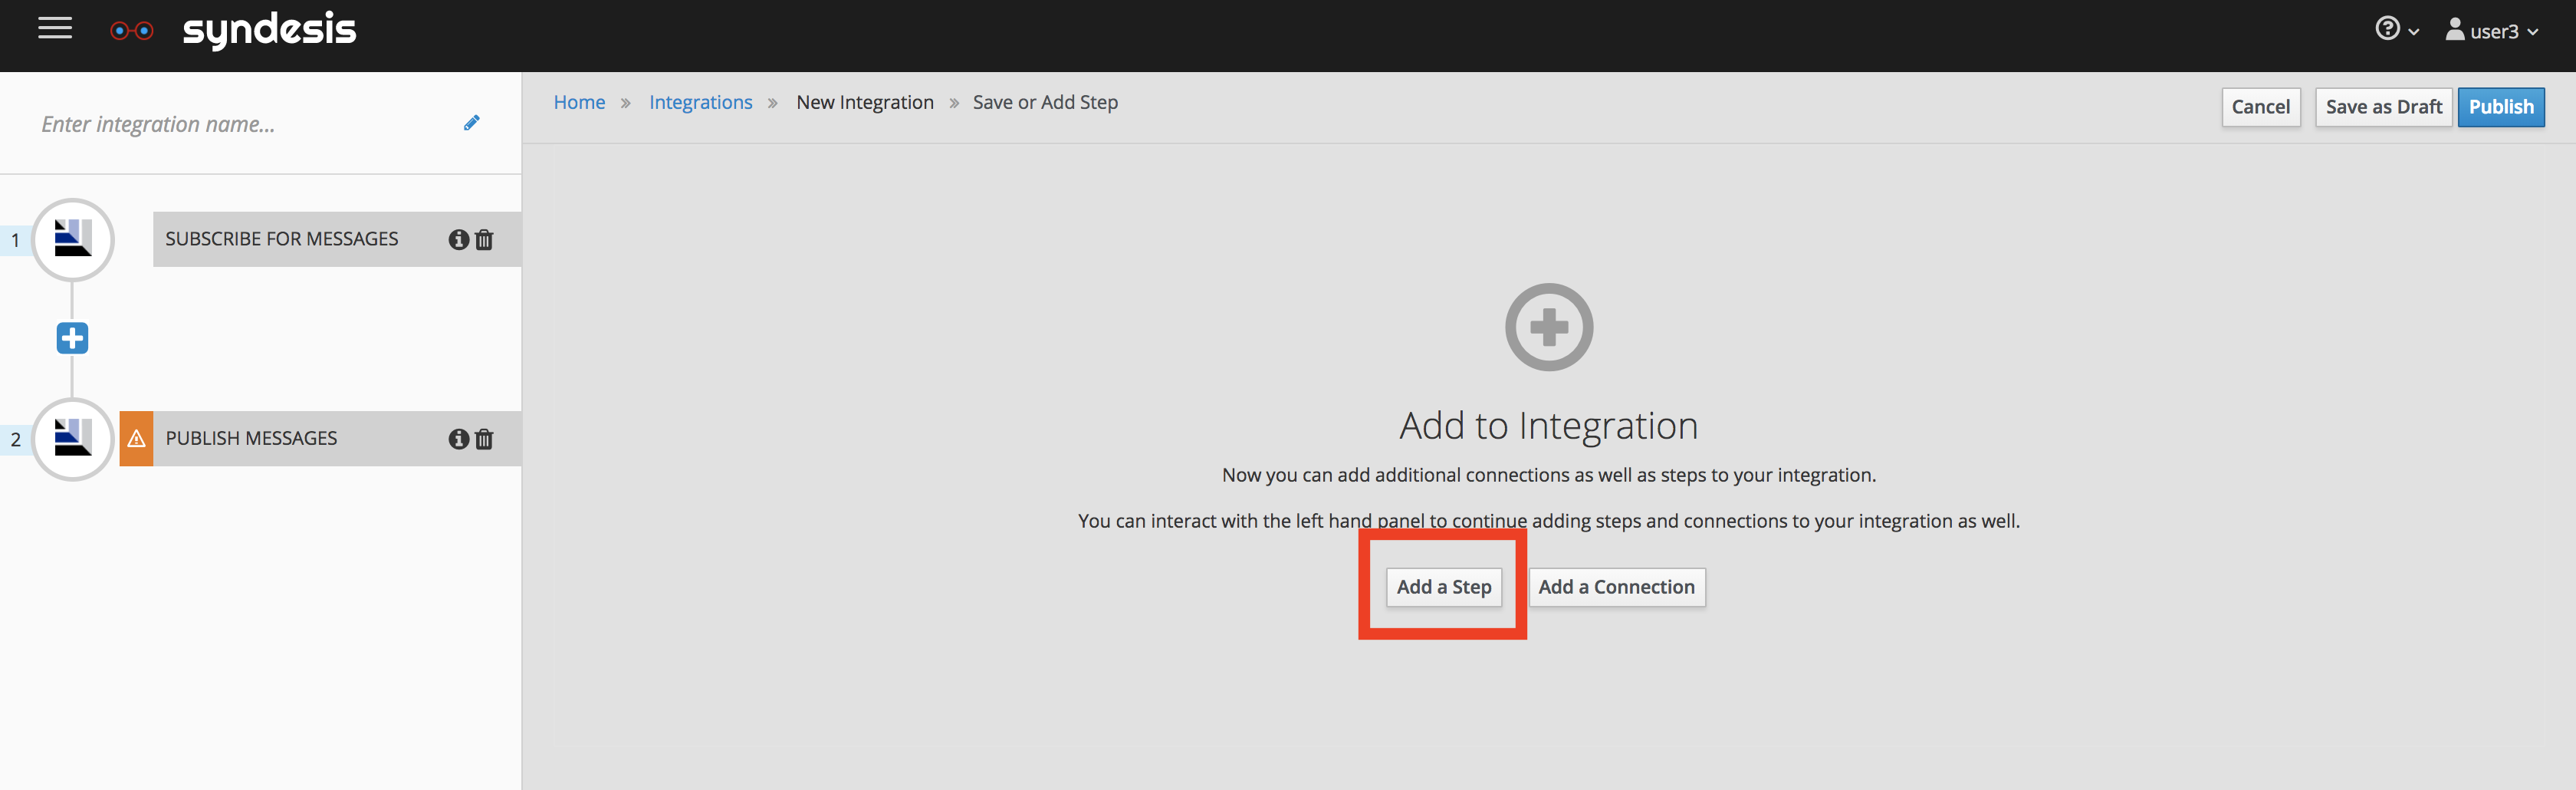 syndesis
user3
Enter integration name...
Home » Integrations » New Integration » Save or Add Step
Cancel
Save as Draft
Publish
1
SUBSCRIBE FOR MESSAGES
2
PUBLISH MESSAGES
Add to Integration
Now you can add additional connections as well as steps to your integration.
You can interact with the left hand panel to continue adding steps and connections to your integration as well.
Add a Step
Add a Connection